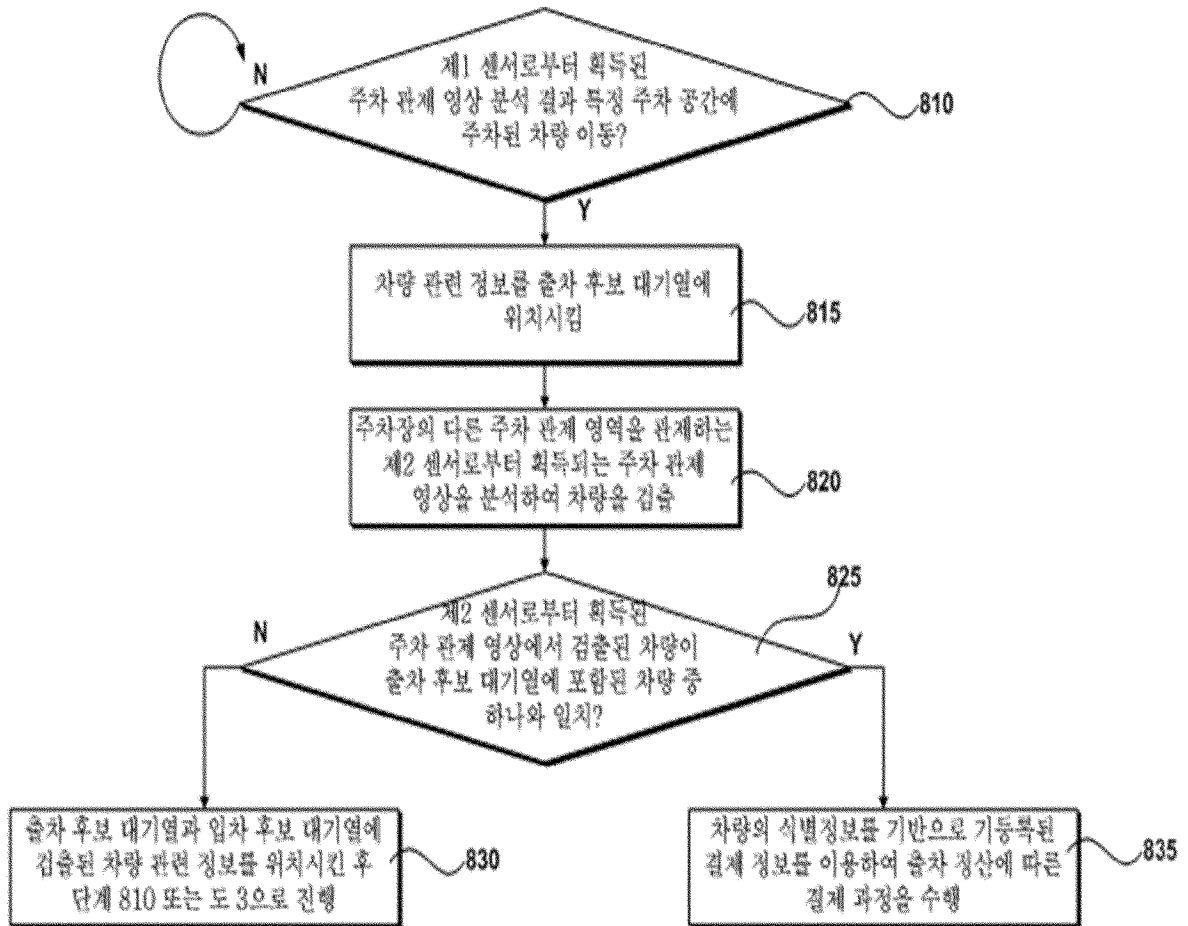 제1 센서로부터 획득된
주차 관제 영상 분석 결과 특정 주차 공간에
주차된 차량 이동?
N
810
Y
차량 관련 정보를 출차 후보 대기열에
위치시킴
815
주차장의 다른 주차 관제 영역을 관제하는
제2 센서로부터 획득되는 주차 관제
영상을 분석하여 차량을 검출
820
825
제2 센서로부터 획득된
주차 관제 영상에서 검출된 차량이
출차 후보 대기열에 포함된 차량 중
하나와 일치?
N
Y
출차 후보 대기열과 입차 후보 대기열에
검출된 차량 관련 정보를 위치시킨 후
단계 810 또는 도 3으로 진행
830
차량의 식별정보를 기반으로 기등록된
결제 정보를 이용하여 출차 정산에 따른
결제 과정을 수행
835